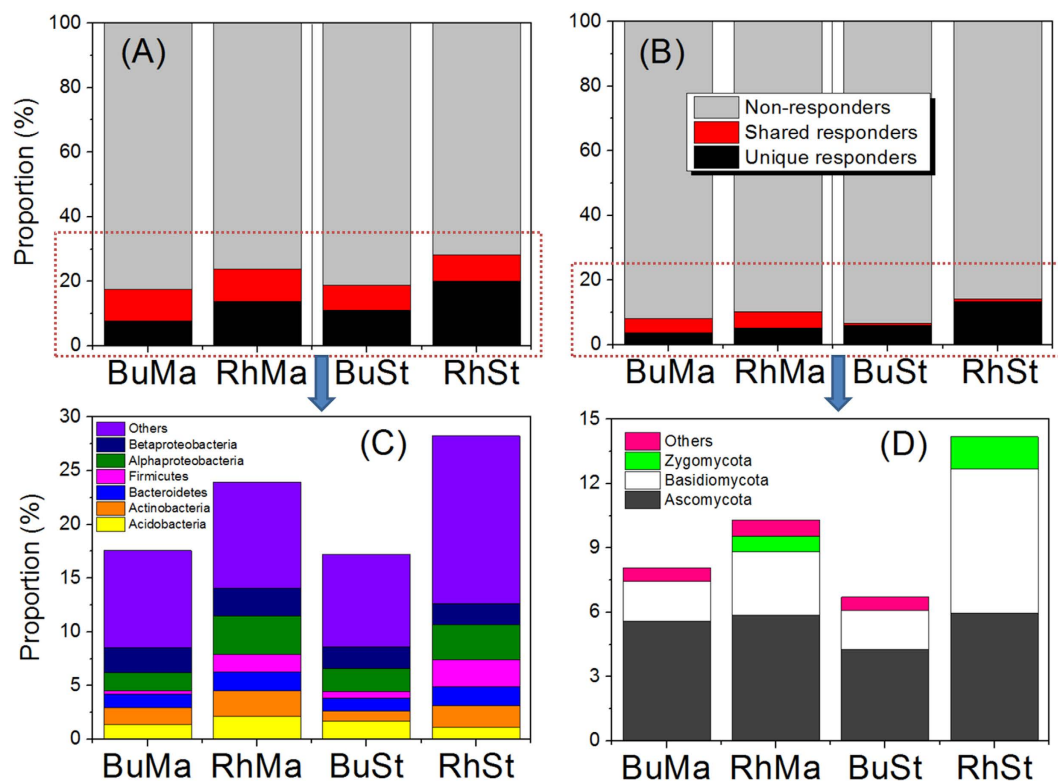 (A)
100
80
60
40
20
0
Proportion (%)
BuMa RhMa BuSt RhSt
(B)
100
80
60
40
20
0
Non-responders
Shared responders
Unique responders
BuMa RhMa BuSt RhSt
(C)
30
25
20
15
10
5
0
Proportion (%)
Others
Betaproteobacteria
Alphaproteobacteria
Firmicutes
Bacteroidetes
Actinobacteria
Acidobacteria
BuMa RhMa BuSt RhSt
(D)
15
12
9
6
3
0
Others
Zygomycota
Basidiomycota
Ascomycota
BuMa RhMa BuSt RhSt